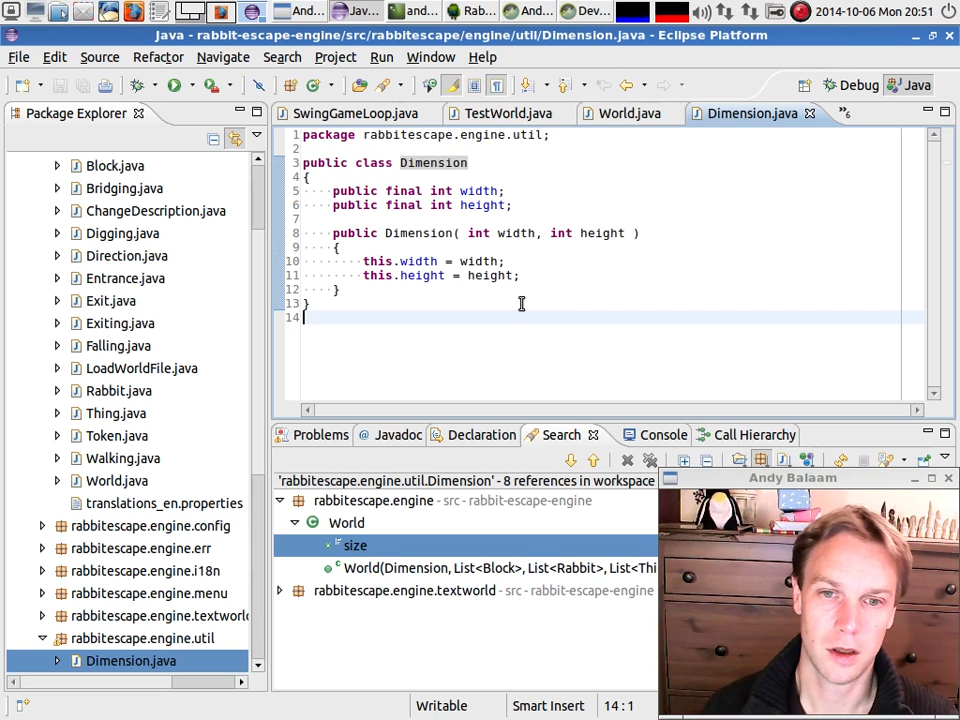 And...
Jav...
and...
Rab...
And...
Dev...
2014-10-06 Mon 20:51
Java - rabbit-escape-engine/src/rabbitescape/engine/util/Dimension.java - Eclipse Platform
File Edit Source Refactor Navigate Search Project Run Window Help
Debug Java
Package Explorer
Block.java
Bridging.java
ChangeDescription.java
Digging.java
Direction.java
Entrance.java
Exit.java
Exiting.java
Falling.java
LoadWorldFile.java
Rabbit.java
Thing.java
Token.java
Walking.java
World.java
translations_en.properties
rabbitescape.engine.config
rabbitescape.engine.err
rabbitescape.engine.i18n
rabbitescape.engine.menu
rabbitescape.engine.textworld
rabbitescape.engine.util
Dimension.java
SwingGameLoop.java TestWorld.java World.java Dimension.java »6
1 package rabbitescape.engine.util;
2
3 public class Dimension
4 {
5 ····public final int width;
6 ····public final int height;
7
8 ····public Dimension( int width, int height )
9 ····{
10 ········this.width = width;
11 ········this.height = height;
12 ····}
13 }
14
Problems @ Javadoc Declaration Search Console Call Hierarchy
'rabbitescape.engine.util.Dimension' - 8 references in workspace
rabbitescape.engine - src - rabbit-escape-engine
World
size
World(Dimension, List<Block>, List<Rabbit>, List<Thi
rabbitescape.engine.textworld - src - rabbit-escape-engine
Andy Balaam
Writable Smart Insert 14 : 1